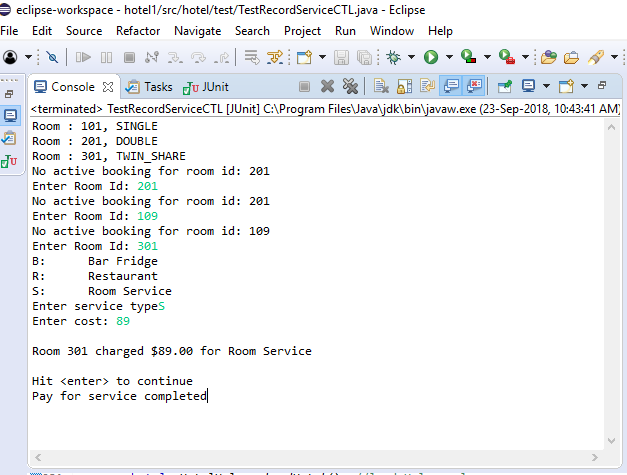 eclipse-workspace - hotel1/src/hotel/test/TestRecordServiceCTL.java - Eclipse
File Edit Source Refactor Navigate Search Project Run Window Help
Console Tasks JUnit
<terminated> TestRecordServiceCTL [JUnit] C:\Program Files\Java\jdk\bin\javaw.exe (23-Sep-2018, 10:43:41 AM)
Room : 101, SINGLE
Room : 201, DOUBLE
Room : 301, TWIN_SHARE
No active booking for room id: 201
Enter Room Id: 201
No active booking for room id: 201
Enter Room Id: 109
No active booking for room id: 109
Enter Room Id: 301
B: Bar Fridge
R: Restaurant
S: Room Service
Enter service typeS
Enter cost: 89
Room 301 charged $89.00 for Room Service
Hit <enter> to continue
Pay for service completed